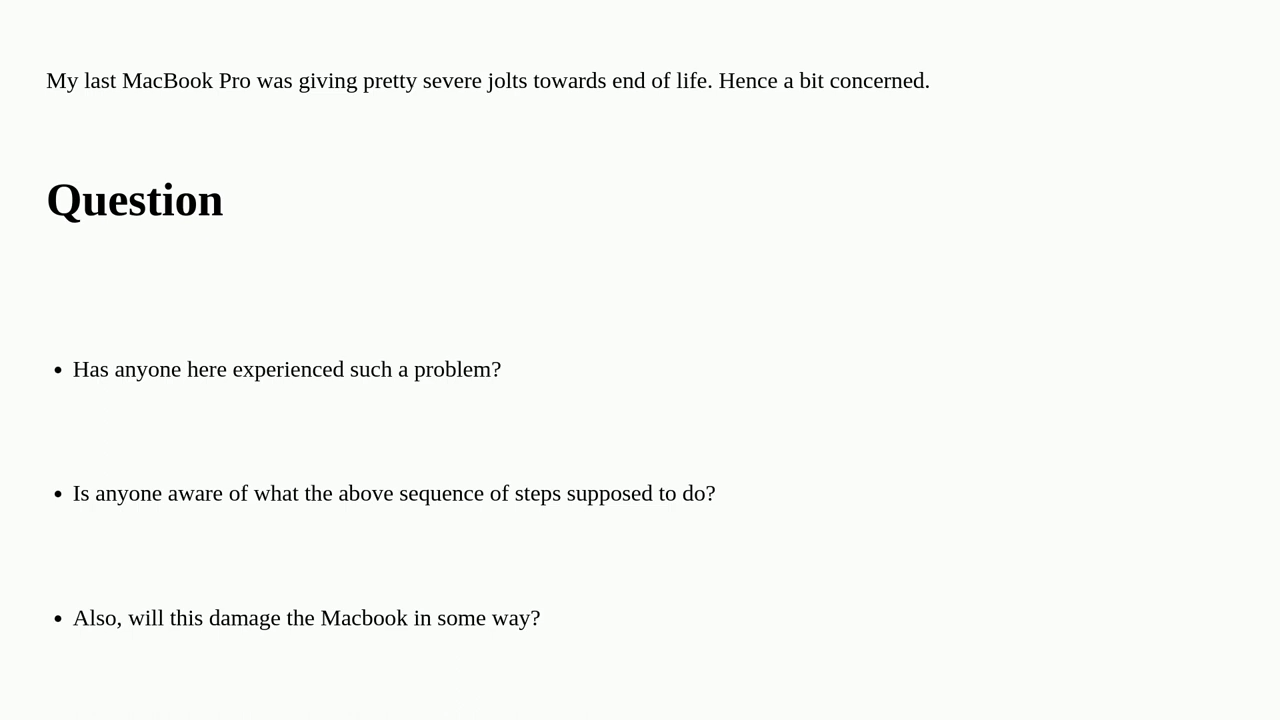 My last MacBook Pro was giving pretty severe jolts towards end of life. Hence a bit concerned.
Question
• Has anyone here experienced such a problem?
• Is anyone aware of what the above sequence of steps supposed to do?
• Also, will this damage the Macbook in some way?